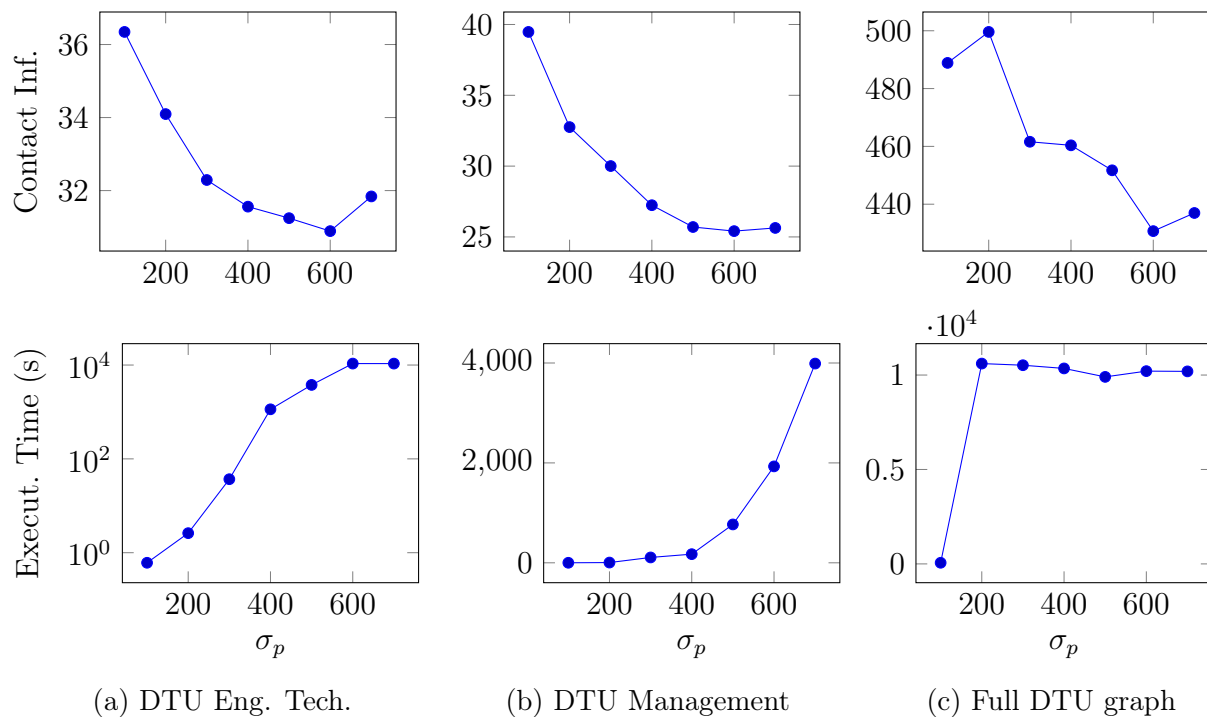 Contact Inf.
36
34
32
200 400 600
40
35
30
25
200 400 600
500
480
460
440
200 400 600
Execut. Time (s)
10^4
10^2
10^0
200 400 600
σ_p
4,000
2,000
0
200 400 600
σ_p
·10^4
1
0.5
0
200 400 600
σ_p
(a) DTU Eng. Tech.
(b) DTU Management
(c) Full DTU graph